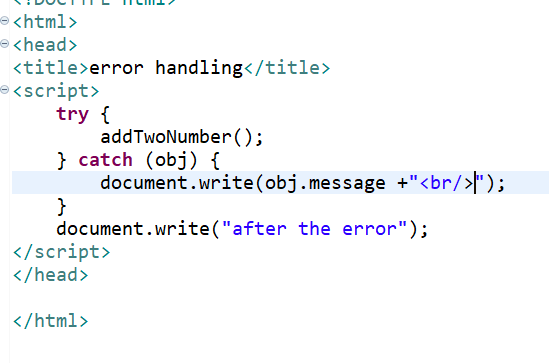 <!DOCTYPE html>
<html>
<head>
<title>error handling</title>
<script>
    try {
        addTwoNumber();
    } catch (obj) {
        document.write(obj.message +"<br/>");
    }
    document.write("after the error");
</script>
</head>

</html>